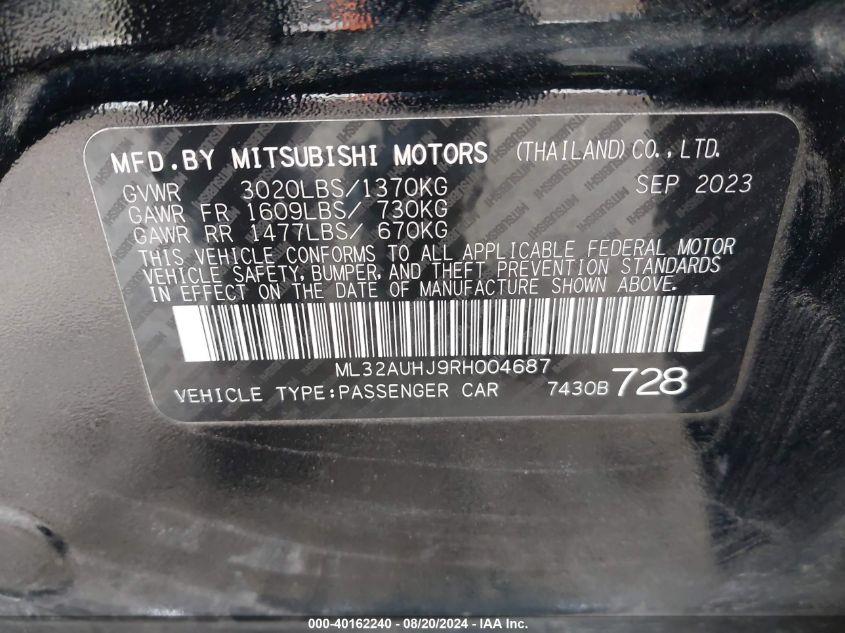 MFD.BY MITSUBISHI MOTORS (THAILAND)CO.,LTD.
GVWR 3020LBS/1370KG SEP 2023
GAWR FR 1609LBS/ 730KG
GAWR RR 1477LBS/ 670KG
THIS VEHICLE CONFORMS TO ALL APPLICABLE FEDERAL MOTOR
VEHICLE SAFETY, BUMPER, AND THEFT PREVENTION STANDARDS
IN EFFECT ON THE DATE OF MANUFACTURE SHOWN ABOVE.
ML32AUHJ9RH004687
VEHICLE TYPE:PASSENGER CAR 7430B 728
000-40162240 - 08/20/2024 - Copyright © 2024 - IAA, Inc.